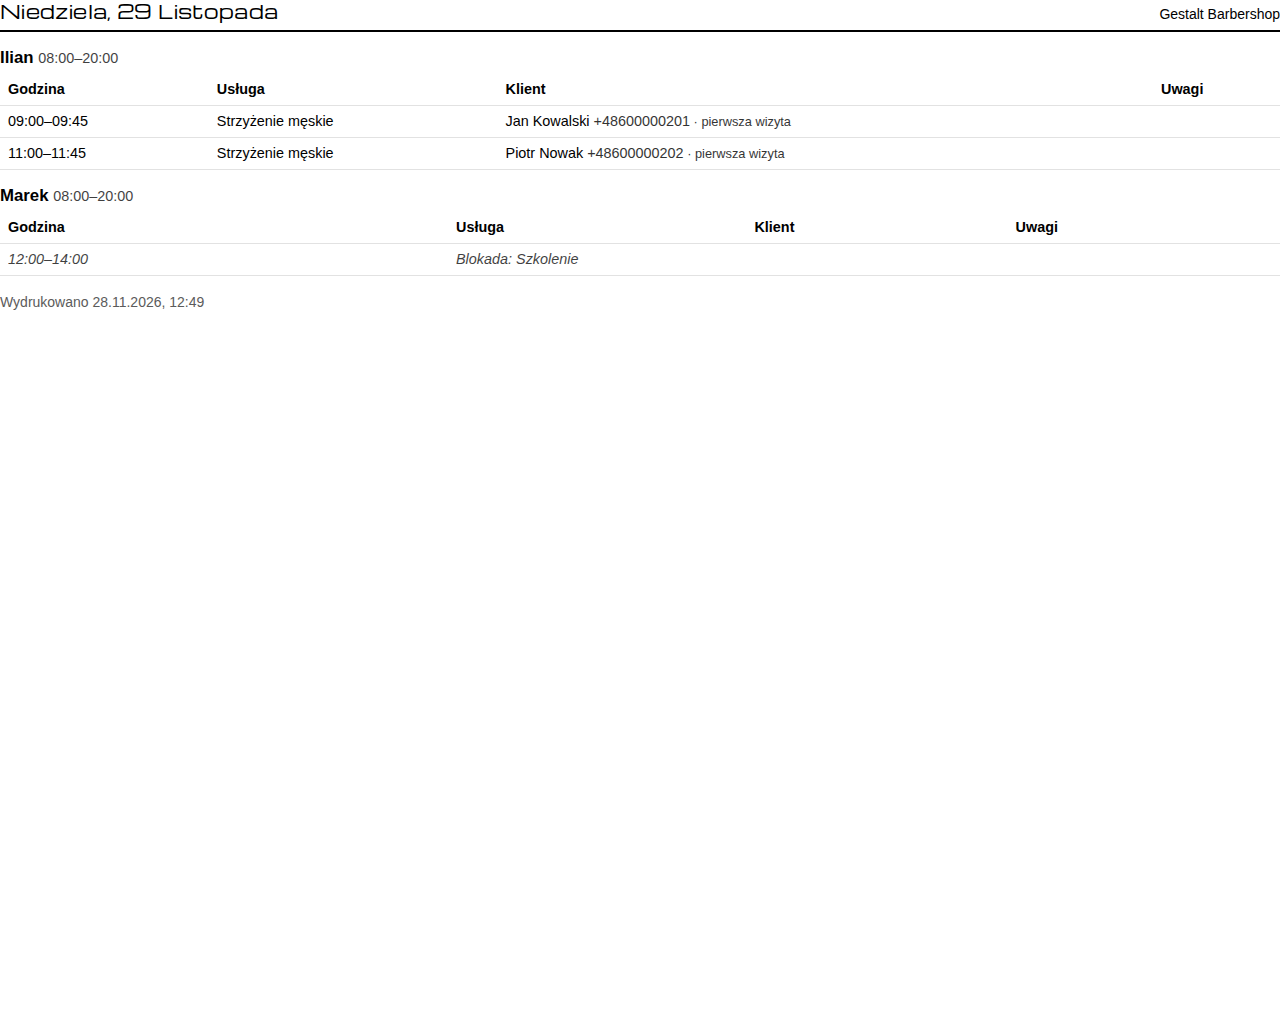 Niedziela, 29 Listopada Gestalt Barbershop
Ilian 08:00–20:00
Godzina Usługa Klient Uwagi
09:00–09:45 Strzyżenie męskie Jan Kowalski +48600000201 · pierwsza wizyta
11:00–11:45 Strzyżenie męskie Piotr Nowak +48600000202 · pierwsza wizyta
Marek 08:00–20:00
Godzina Usługa Klient Uwagi
12:00–14:00 Blokada: Szkolenie
Wydrukowano 28.11.2026, 12:49